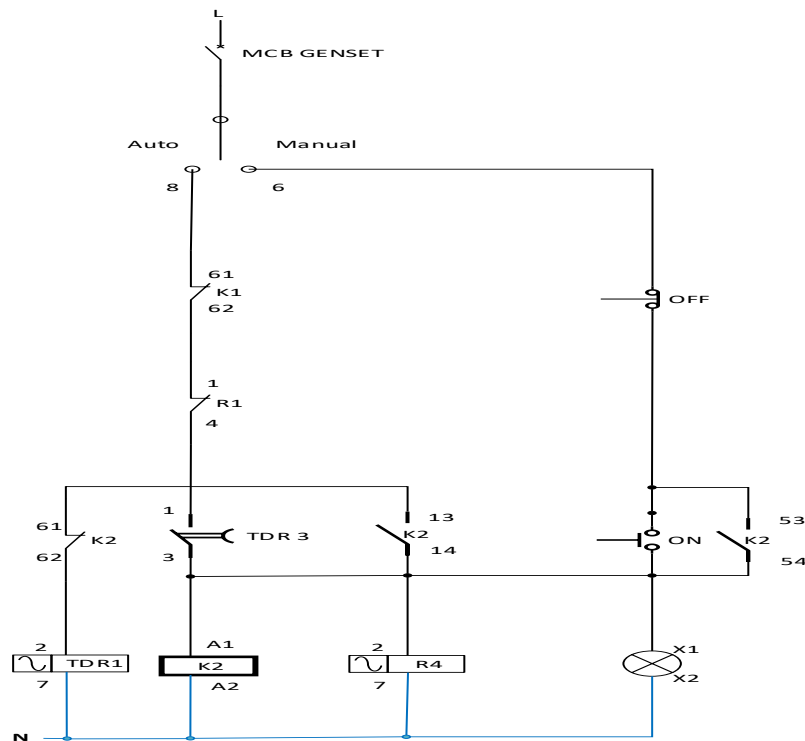 L
MCB GENSET
Auto
Manual
8
6
61
K1
62
OFF
1
R1
4
61
K2
62
1
TDR 3
3
13
K2
14
ON
53
K2
54
2
TDR1
7
A1
K2
A2
2
R4
7
X1
X2
N